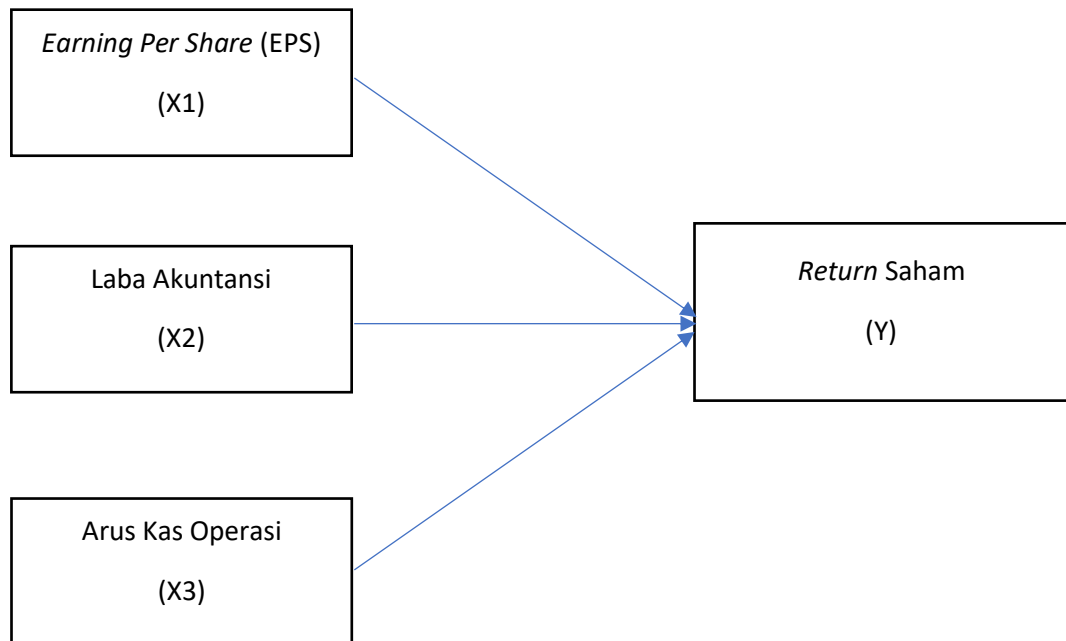 Earning Per Share (EPS)
(X1)
Laba Akuntansi
(X2)
Arus Kas Operasi
(X3)
Return Saham
(Y)